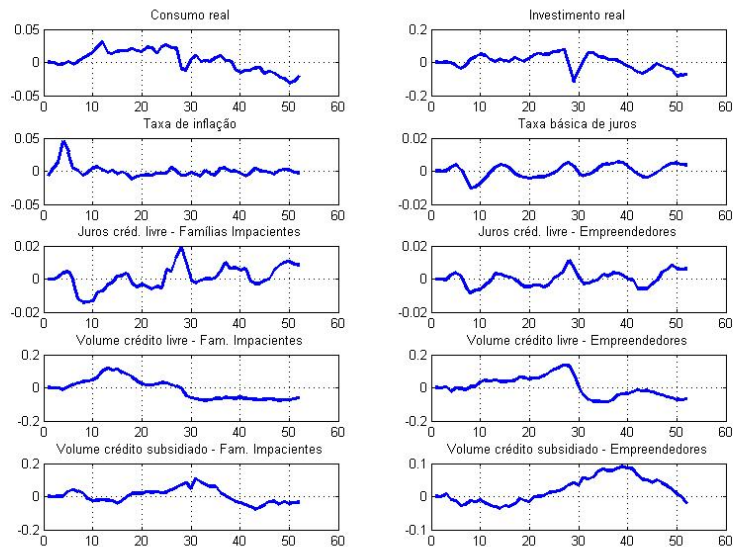 Consumo real
0.05
0
-0.05
0 10 20 30 40 50 60
Investimento real
0.2
0
-0.2
0 10 20 30 40 50 60
Taxa de inflação
0.05
0
-0.05
0 10 20 30 40 50 60
Taxa básica de juros
0.02
0
-0.02
0 10 20 30 40 50 60
Juros créd. livre - Famílias Impacientes
0.02
0
-0.02
0 10 20 30 40 50 60
Juros créd. livre - Empreendedores
0.02
0
-0.02
0 10 20 30 40 50 60
Volume crédito livre - Fam. Impacientes
0.2
0
-0.2
0 10 20 30 40 50 60
Volume crédito livre - Empreendedores
0.2
0
-0.2
0 10 20 30 40 50 60
Volume crédito subsidiado - Fam. Impacientes
0.2
0
-0.2
0 10 20 30 40 50 60
Volume crédito subsidiado - Empreendedores
0.1
0
-0.1
0 10 20 30 40 50 60